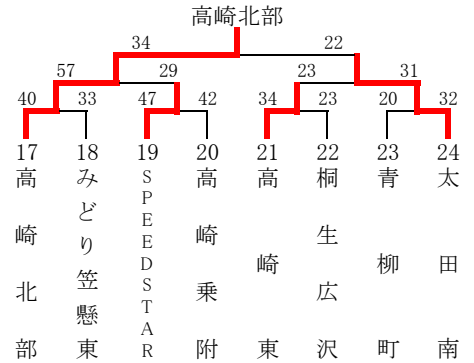 高崎北部
34 22
57 29 23 31
40 33 47 42 34 23 20 32
17 18 19 20 21 22 23 24
高崎北部
みどり笠懸東
SPEEDSTAR
高崎乗附
高崎東
桐生広沢
青柳町
太田南